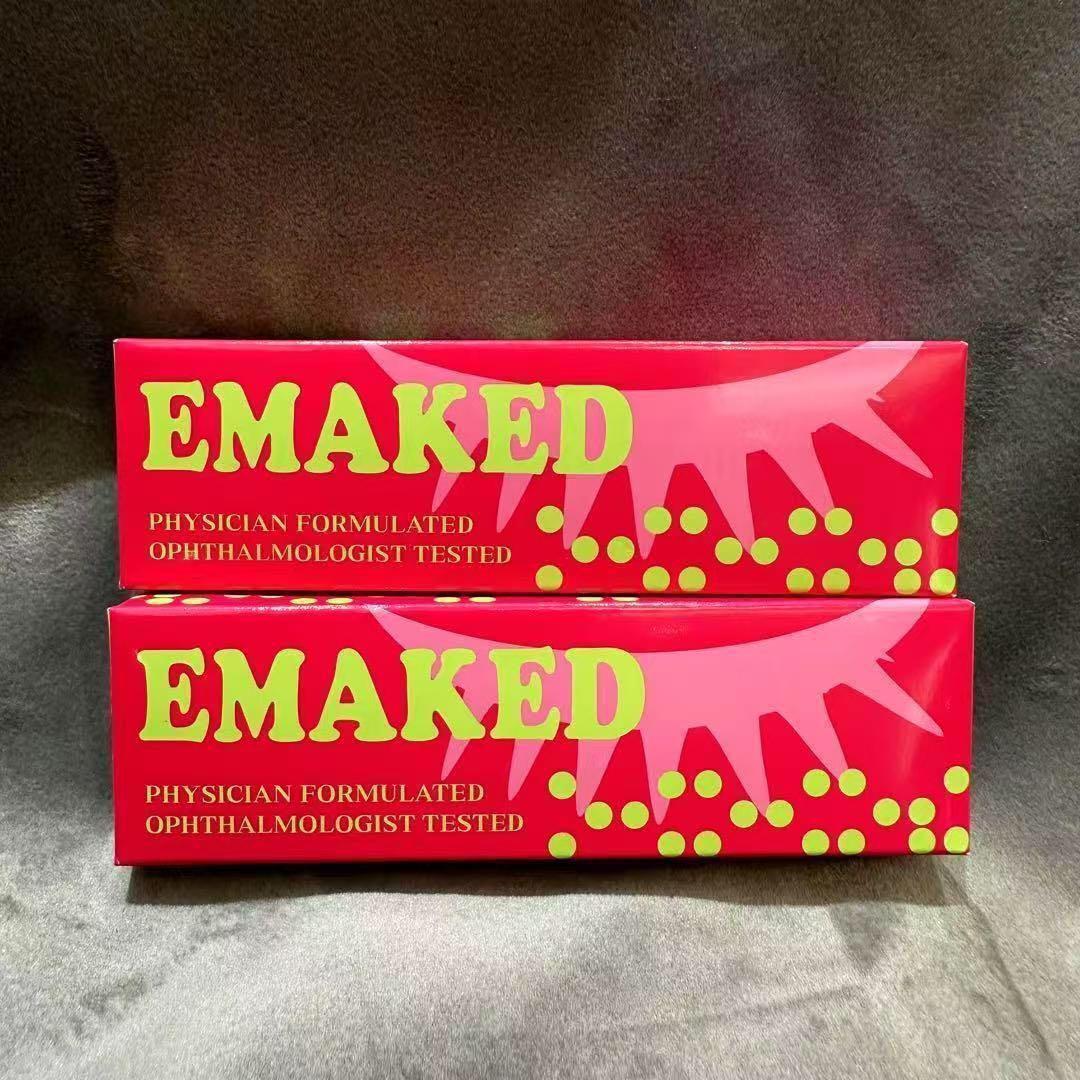 EMAKED
PHYSICIAN FORMULATED
OPHTHALMOLOGIST TESTED
EMAKED
PHYSICIAN FORMULATED
OPHTHALMOLOGIST TESTED